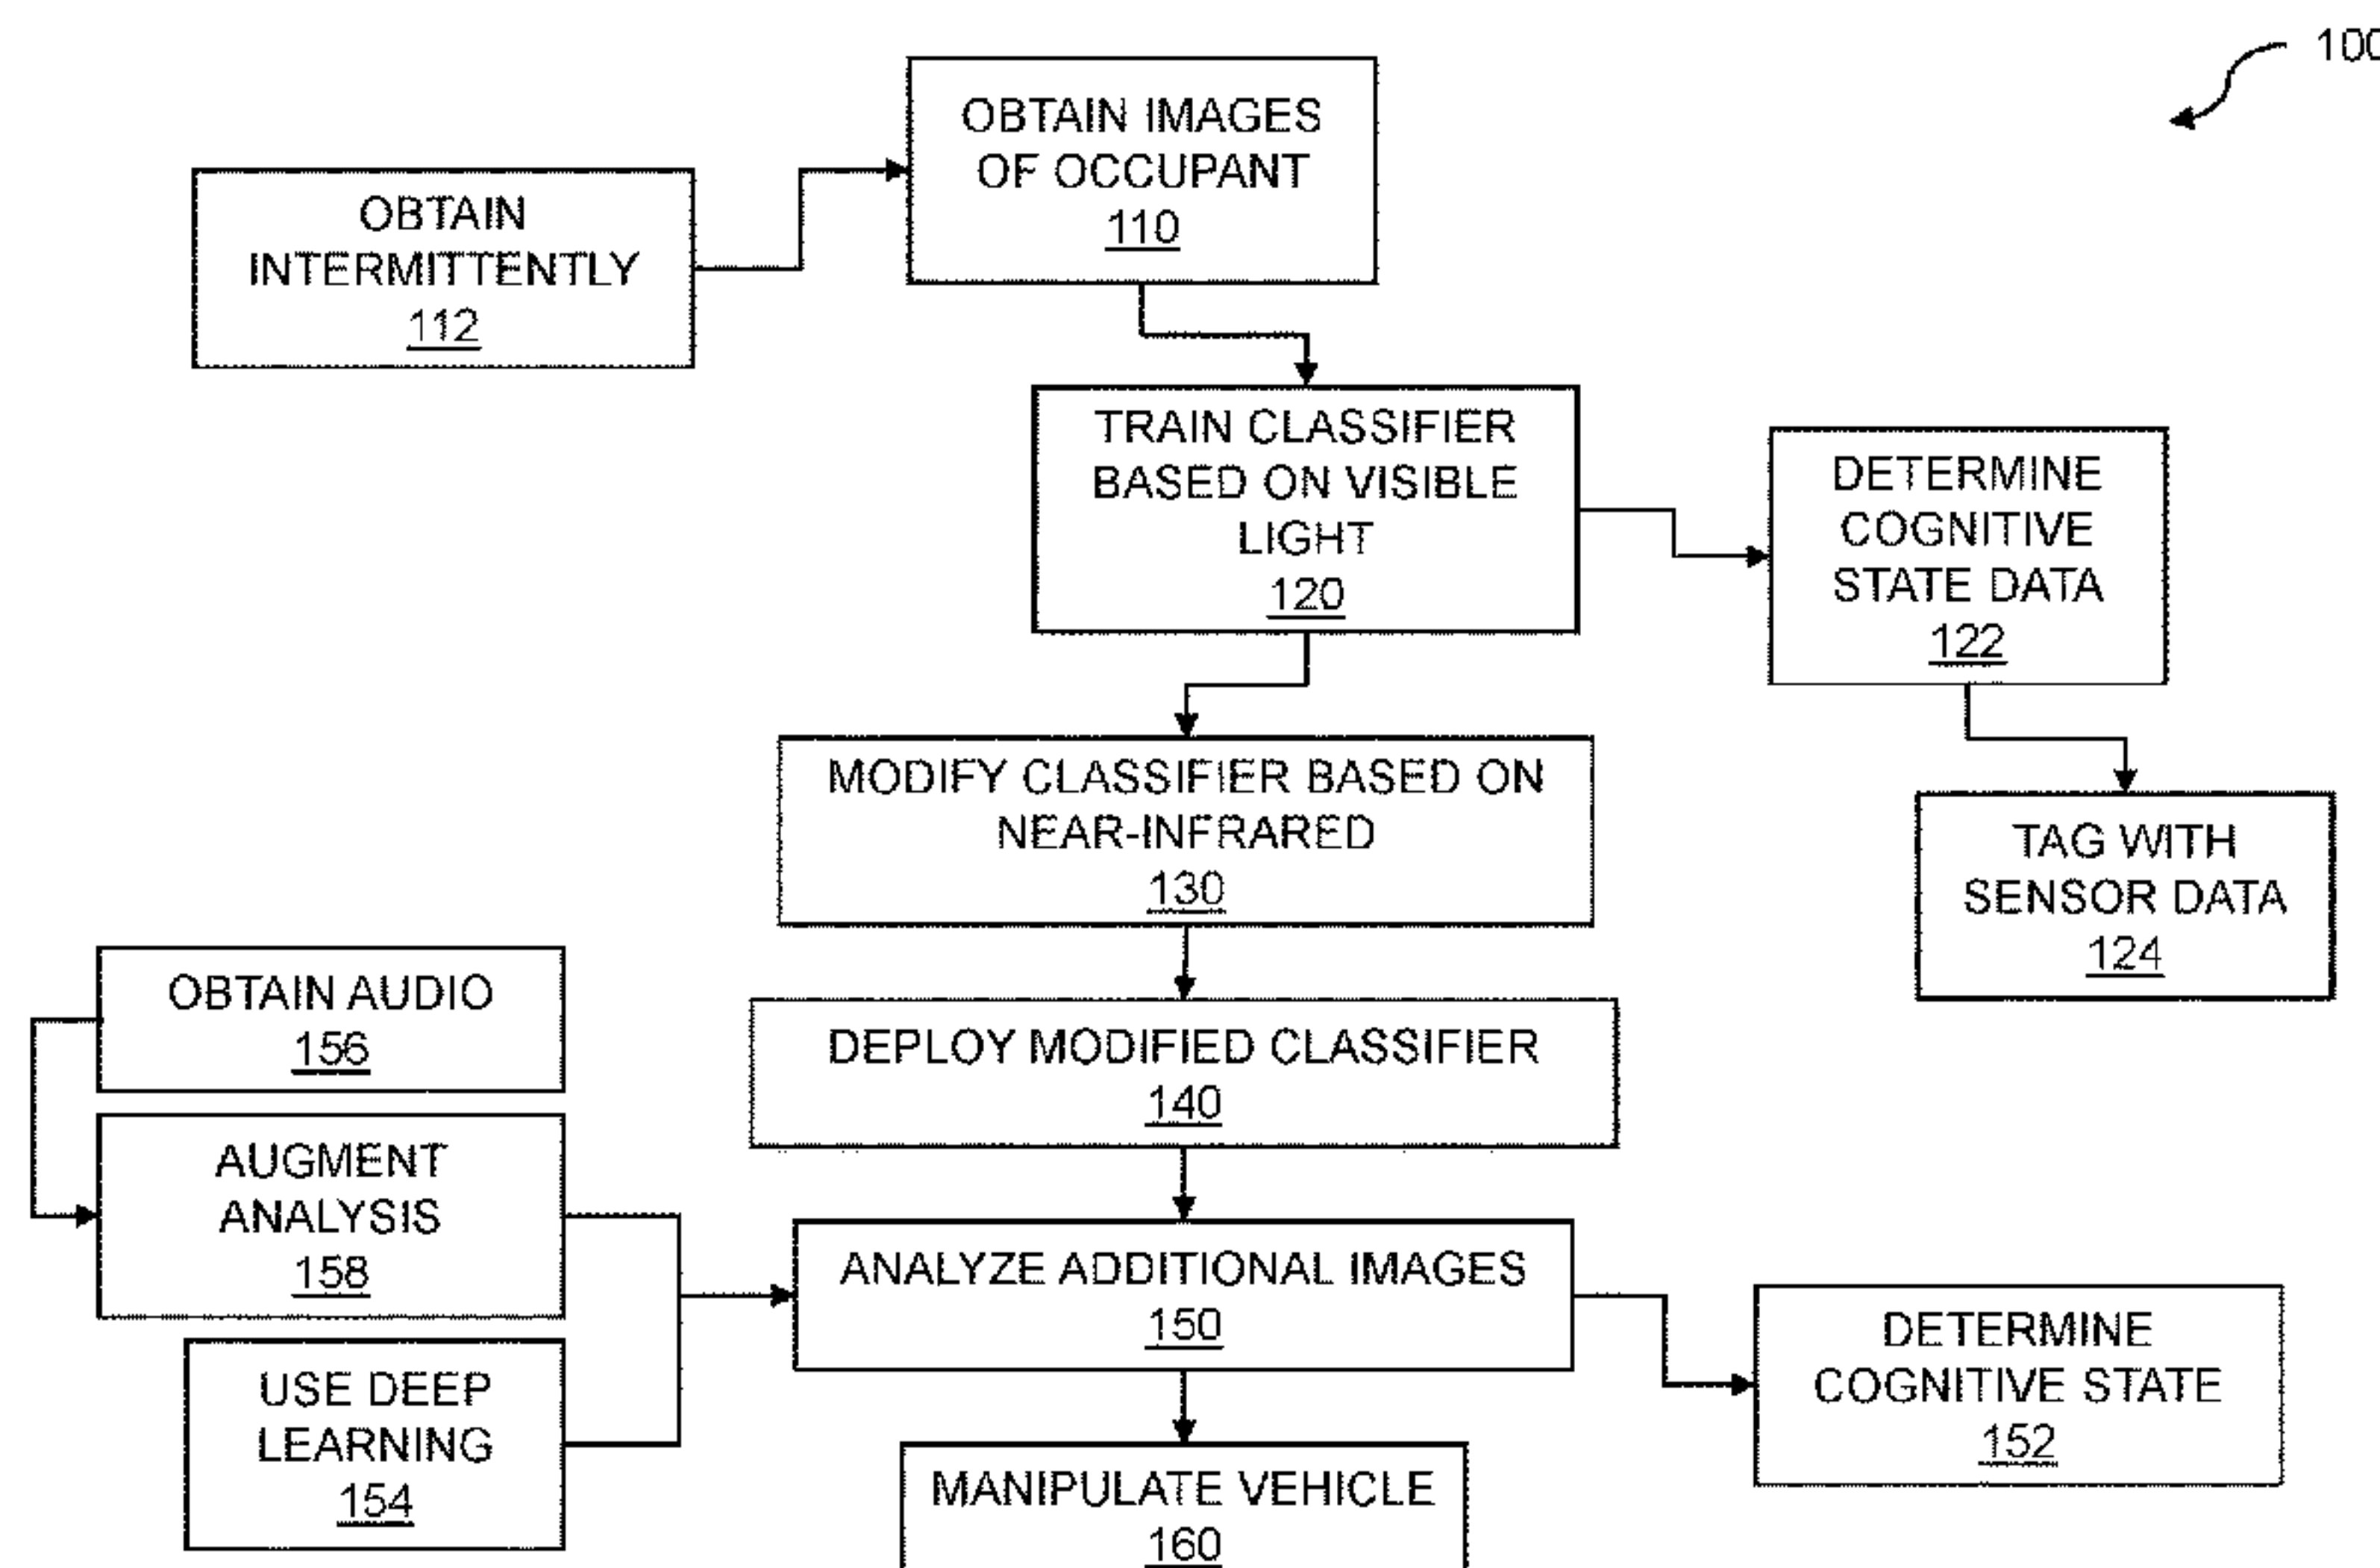 100
OBTAIN IMAGES
OF OCCUPANT
110
OBTAIN
INTERMITTENTLY
112
TRAIN CLASSIFIER
BASED ON VISIBLE
LIGHT
120
DETERMINE
COGNITIVE
STATE DATA
122
MODIFY CLASSIFIER BASED ON
NEAR-INFRARED
130
TAG WITH
SENSOR DATA
124
OBTAIN AUDIO
156
DEPLOY MODIFIED CLASSIFIER
140
AUGMENT
ANALYSIS
158
ANALYZE ADDITIONAL IMAGES
150
DETERMINE
COGNITIVE STATE
152
USE DEEP
LEARNING
154
MANIPULATE VEHICLE
160